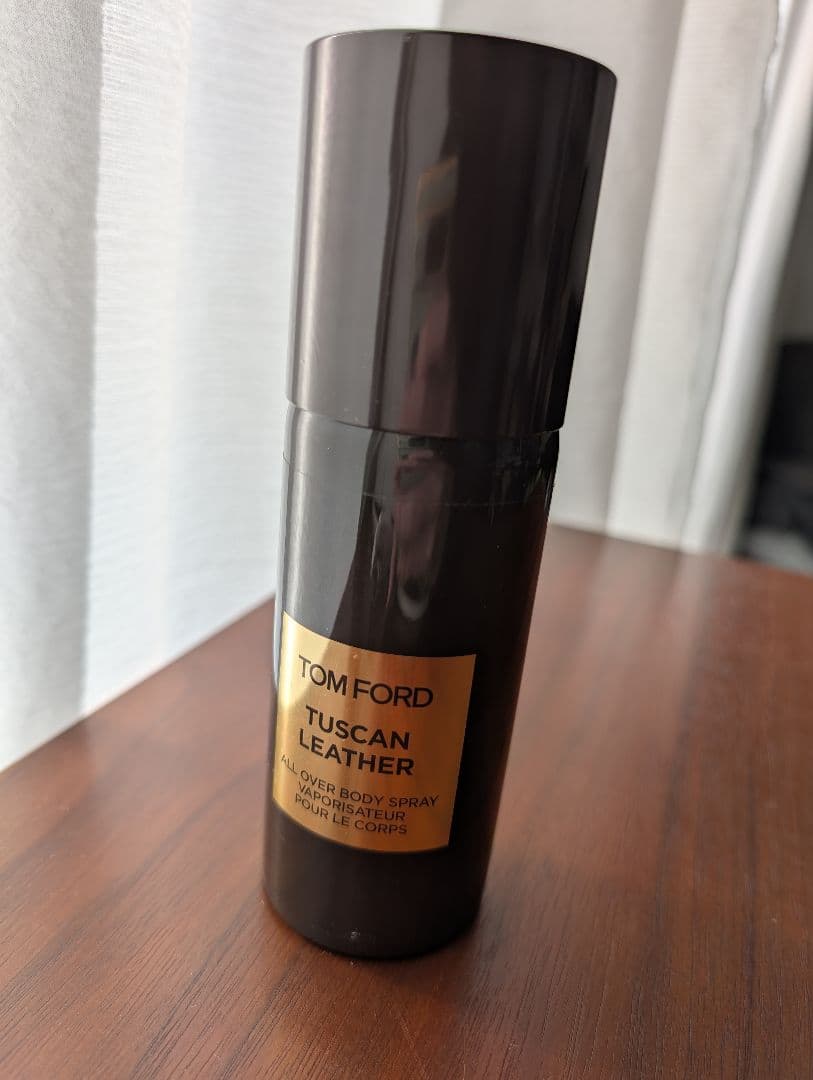 TOM FORD
TUSCAN
LEATHER
ALL OVER BODY SPRAY
VAPORISATEUR
POUR LE CORPS